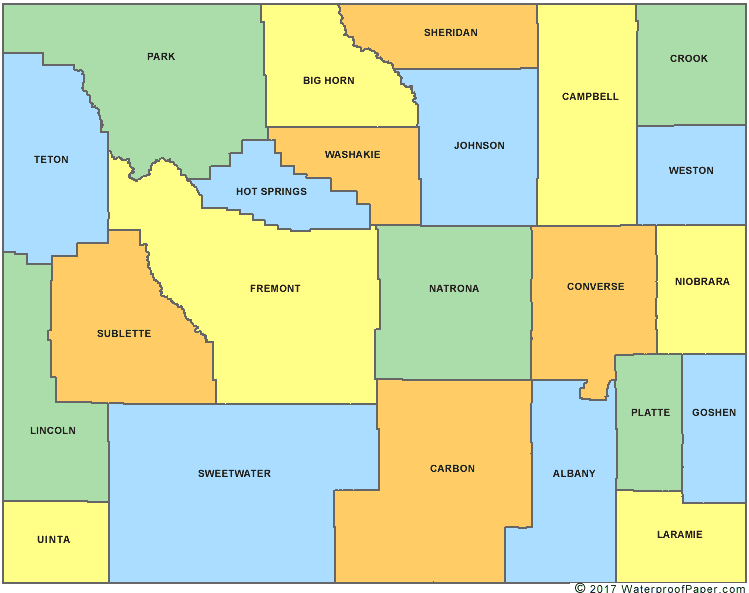 SHERIDAN
PARK
CROOK
BIG HORN
CAMPBELL
JOHNSON
WASHAKIE
TETON
WESTON
HOT SPRINGS
NIOBRARA
CONVERSE
FREMONT
NATRONA
SUBLETTE
PLATTE
GOSHEN
LINCOLN
CARBON
SWEETWATER
ALBANY
LARAMIE
UINTA
© 2017 WaterproofPaper.com